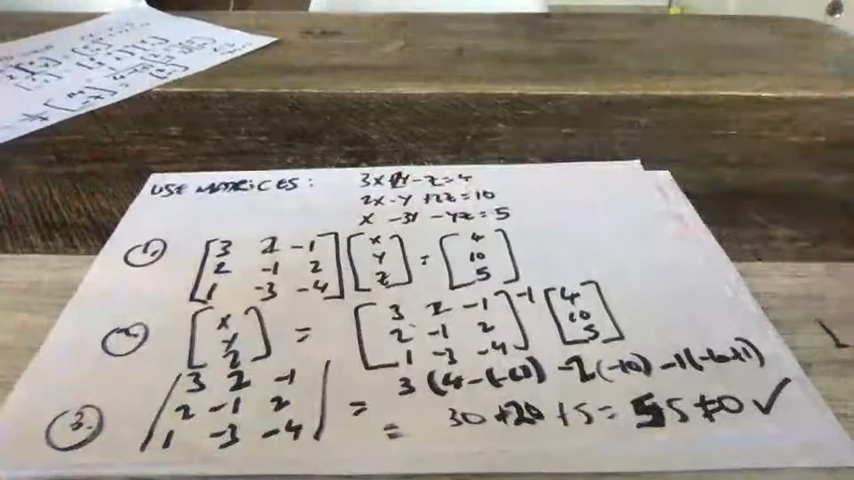 USE MATRICES: 3x+2y-z=4
2x-y+2z=10
x -3y -4z=5
1. [3 2 -1; 2 -1 2; 1 -3 -4] [x; y; z] = [4; 10; 5]
2. [x; y; z] = [3 2 -1; 2 -1 2; 1 -3 -4]-1 [4; 10; 5]
3. |3 2 -1; 2 -1 2; 1 -3 -4| = 3(4-(-6)) -2(-10) -1(-6+1)
= 30+20+5= 55≠0 ✓